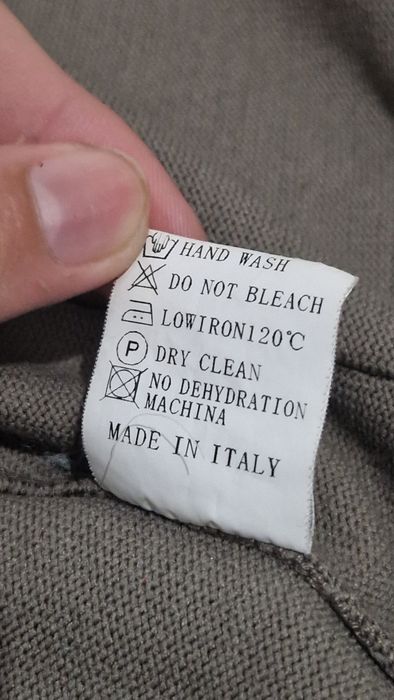 HAND WASH
DO NOT BLEACH
LOWIRON120℃
P DRY CLEAN
NO DEHYDRATION
MACHINA
MADE IN ITALY